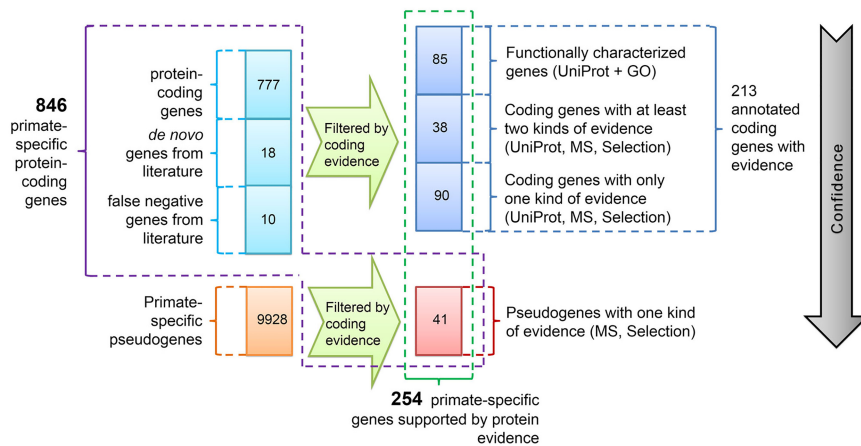 846
primate-
specific
protein-
coding
genes
protein-
coding
genes
777
de novo
genes from
literature
18
false negative
genes from
literature
10
Filtered by
coding
evidence
85
Functionally characterized
genes (UniProt + GO)
38
Coding genes with at least
two kinds of evidence
(UniProt, MS, Selection)
90
Coding genes with only
one kind of evidence
(UniProt, MS, Selection)
213
annotated
coding
genes with
evidence
Confidence
Primate-
specific
pseudogenes
9928
Filtered by
coding
evidence
41
Pseudogenes with one kind
of evidence (MS, Selection)
254 primate-specific
genes supported by protein
evidence